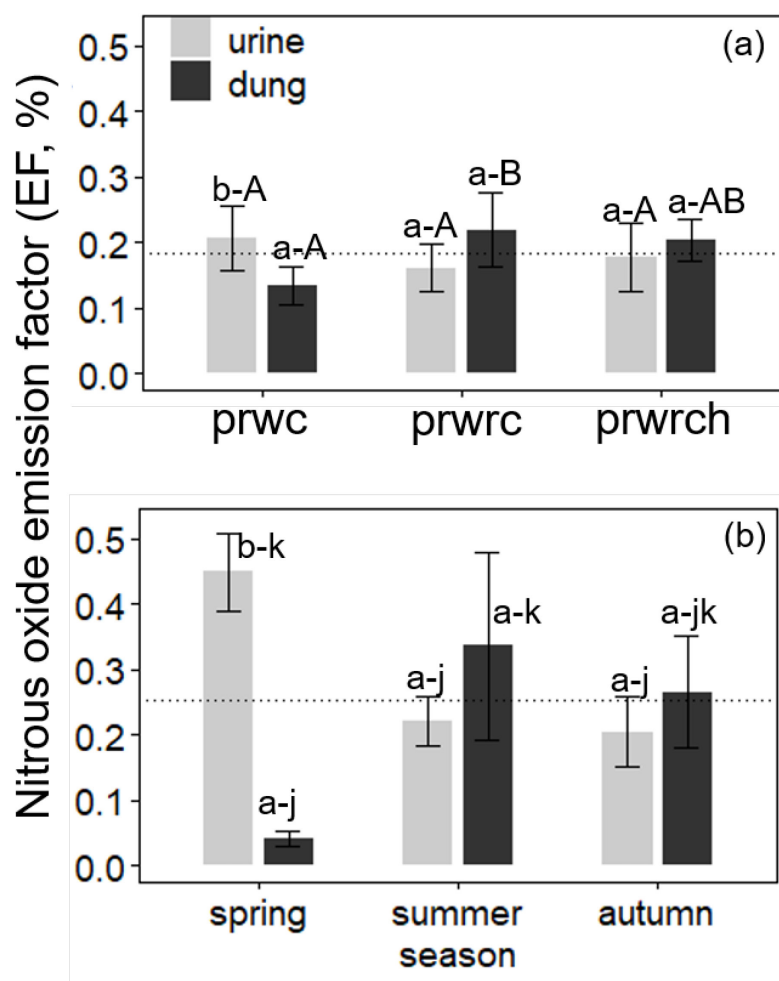 Nitrous oxide emission factor (EF, %)
urine
dung
(a)
0.5
0.4
0.3
0.2
0.1
0.0
b-A
a-A
a-A
a-B
a-A
a-AB
prwc prwrc prwrch
(b)
0.5
0.4
0.3
0.2
0.1
0.0
b-k
a-j
a-j
a-k
a-j
a-jk
spring summer autumn
season